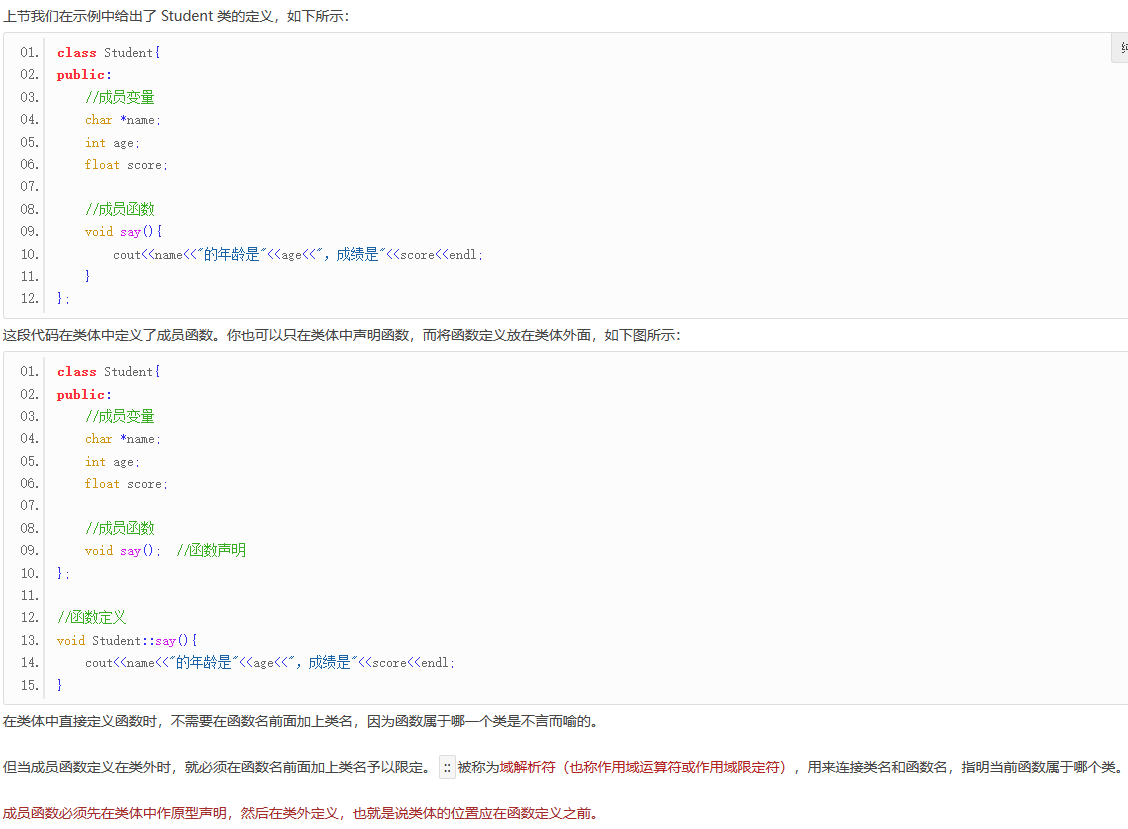 上节我们在示例中给出了 Student 类的定义，如下所示：
01. class Student{
02. public:
03.     //成员变量
04.     char *name;
05.     int age;
06.     float score;
07.
08.     //成员函数
09.     void say(){
10.         cout<<name<<"的年龄是"<<age<<"，成绩是"<<score<<endl;
11.     }
12. };
这段代码在类体中定义了成员函数。你也可以只在类体中声明函数，而将函数定义放在类体外面，如下图所示：
01. class Student{
02. public:
03.     //成员变量
04.     char *name;
05.     int age;
06.     float score;
07.
08.     //成员函数
09.     void say();  //函数声明
10. };
11.
12. //函数定义
13. void Student::say(){
14.     cout<<name<<"的年龄是"<<age<<"，成绩是"<<score<<endl;
15. }
在类体中直接定义函数时，不需要在函数名前面加上类名，因为函数属于哪一个类是不言而喻的。
但当成员函数定义在类外时，就必须在函数名前面加上类名予以限定。 :: 被称为域解析符（也称作用域运算符或作用域限定符），用来连接类名和函数名，指明当前函数属于哪个类。
成员函数必须先在类体中作原型声明，然后在类外定义，也就是说类体的位置应在函数定义之前。